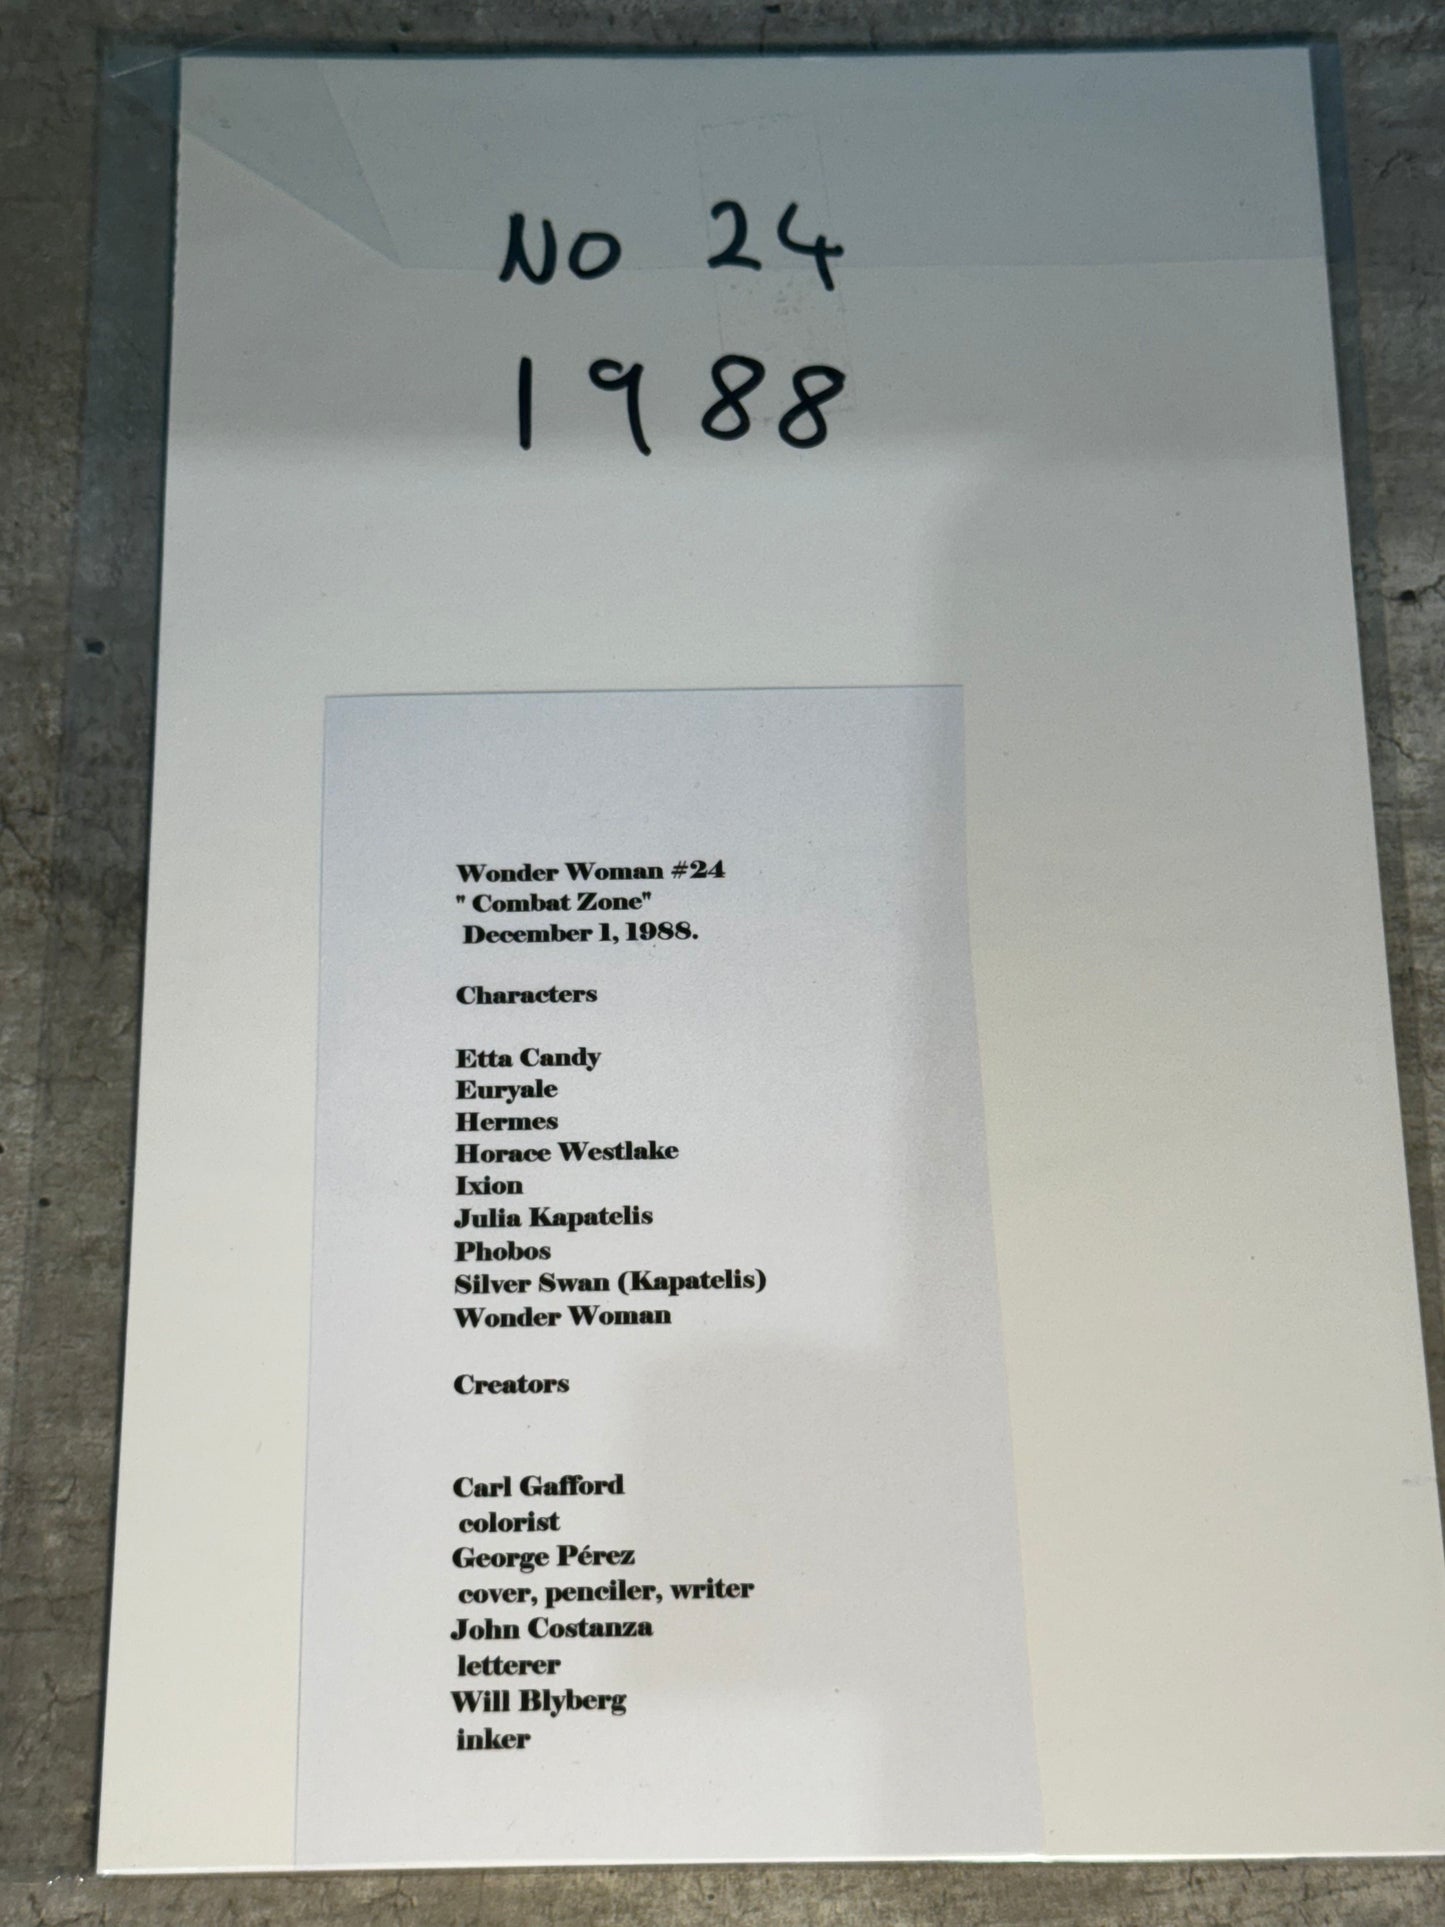 NO 24
1988
Wonder Woman #24
" Combat Zone"
December 1, 1988.
Characters
Etta Candy
Euryale
Hermes
Horace Westlake
Ixion
Julia Kapatelis
Phobos
Silver Swan (Kapatelis)
Wonder Woman
Creators
Carl Gafford
colorist
George Pérez
cover, penciler, writer
John Costanza
letterer
Will Blyberg
inker